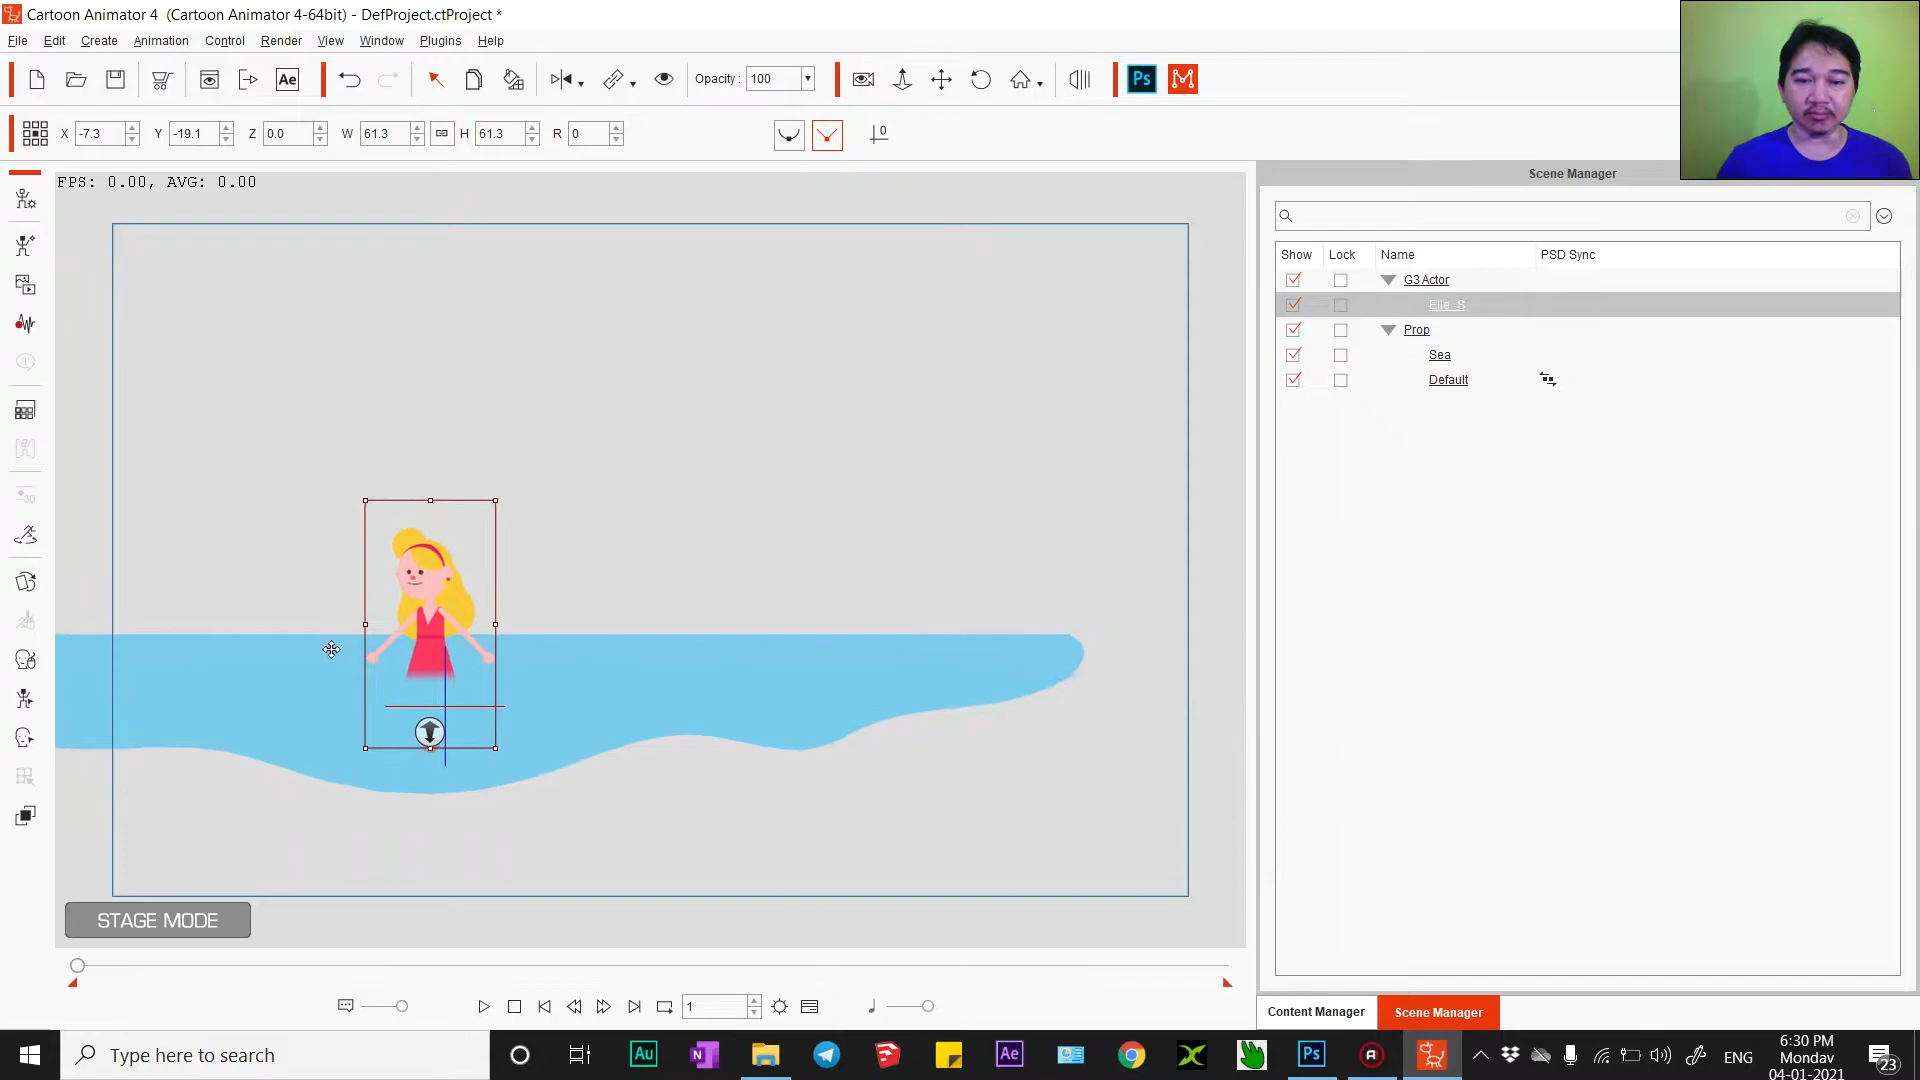 Cartoon Animator 4 (Cartoon Animator 4-64bit) - DefProject.ctProject *
File Edit Create Animation Control Render View Window Plugins Help
Ae Opacity : 100 Ps
X -7.3 Y -19.1 Z 0.0 W 61.3 H 61.3 R 0 0
FPS: 0.00, AVG: 0.00
Scene Manager
Show Lock Name PSD Sync
G3 Actor
Elle_S
Prop
Sea
Default
3D
STAGE MODE
1
Content Manager Scene Manager
Type here to search
Au N Ae Ps
ENG
6:30 PM
Monday
04-01-2021
23